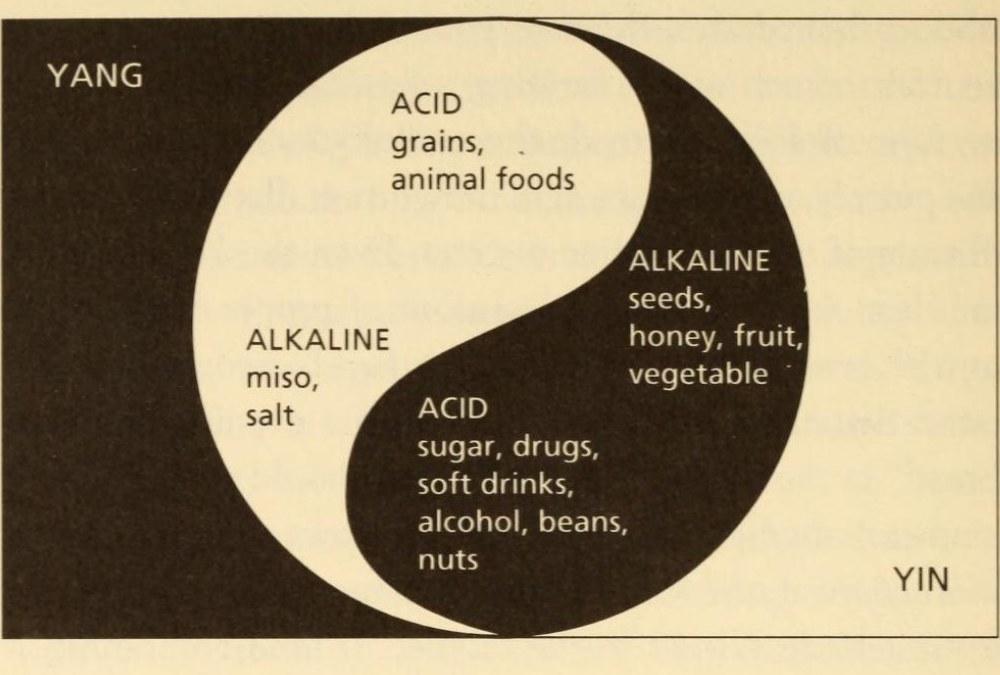 YANG
ACID
grains,
animal foods
ALKALINE
seeds,
honey, fruit,
vegetable
ALKALINE
miso,
salt
ACID
sugar, drugs,
soft drinks,
alcohol, beans,
nuts
YIN